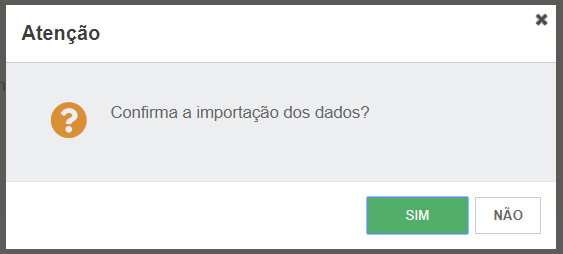 Atenção
Confirma a importação dos dados?
SIM
NÃO